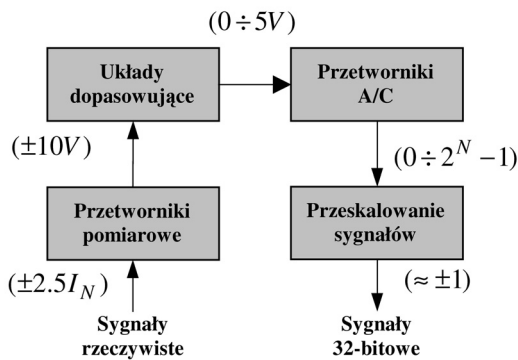 (0÷5V)
Układy
dopasowujące
Przetworniki
A/C
(±10V)
(0÷2^N −1)
Przetworniki
pomiarowe
Przeskalowanie
sygnałów
(±2.5I_N)
(≈±1)
Sygnały
rzeczywiste
Sygnały
32-bitowe